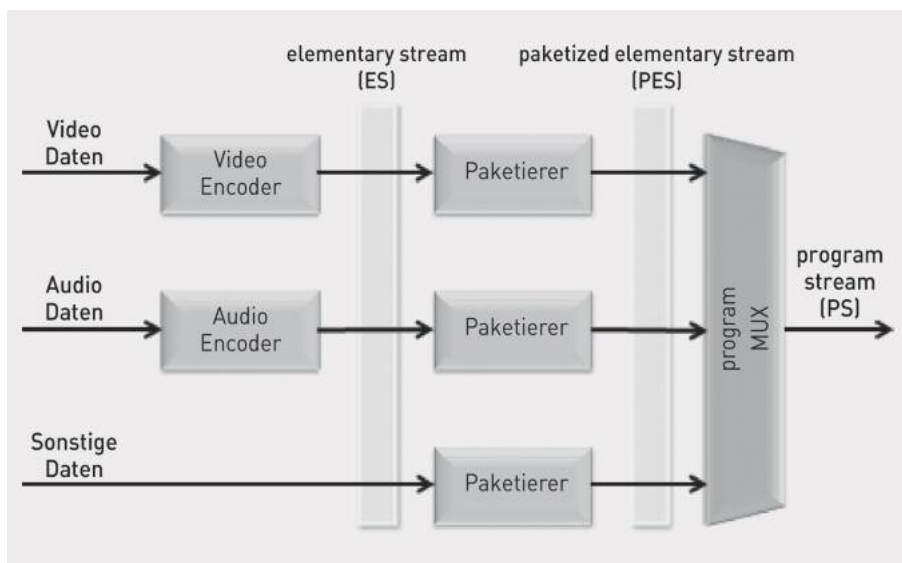 elementary stream
(ES)
paketized elementary stream
(PES)
Video
Daten
Video
Encoder
Paketierer
Audio
Daten
Audio
Encoder
Paketierer
program
MUX
program
stream
(PS)
Sonstige
Daten
Paketierer